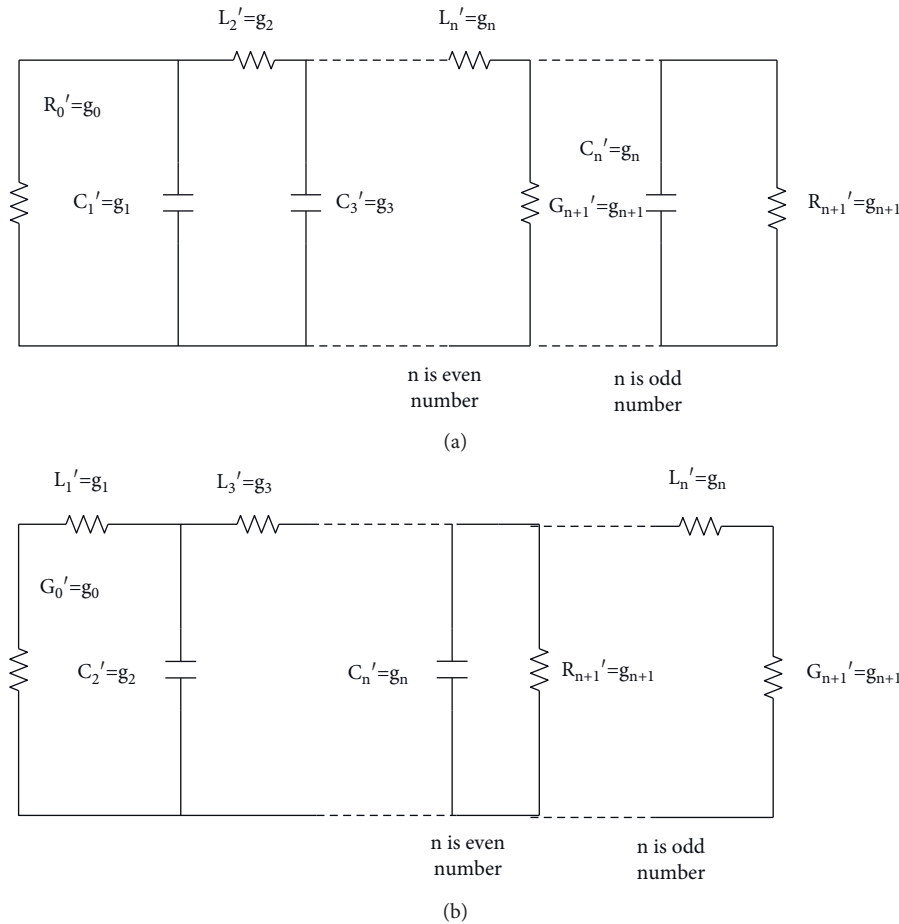 L₂′=g₂
Lₙ′=gₙ
R₀′=g₀
Cₙ′=gₙ
C₁′=g₁
C₃′=g₃
Gₙ₊₁′=gₙ₊₁
Rₙ₊₁′=gₙ₊₁
n is even
number
n is odd
number
(a)
L₁′=g₁
L₃′=g₃
Lₙ′=gₙ
G₀′=g₀
C₂′=g₂
Cₙ′=gₙ
Rₙ₊₁′=gₙ₊₁
Gₙ₊₁′=gₙ₊₁
n is even
number
n is odd
number
(b)